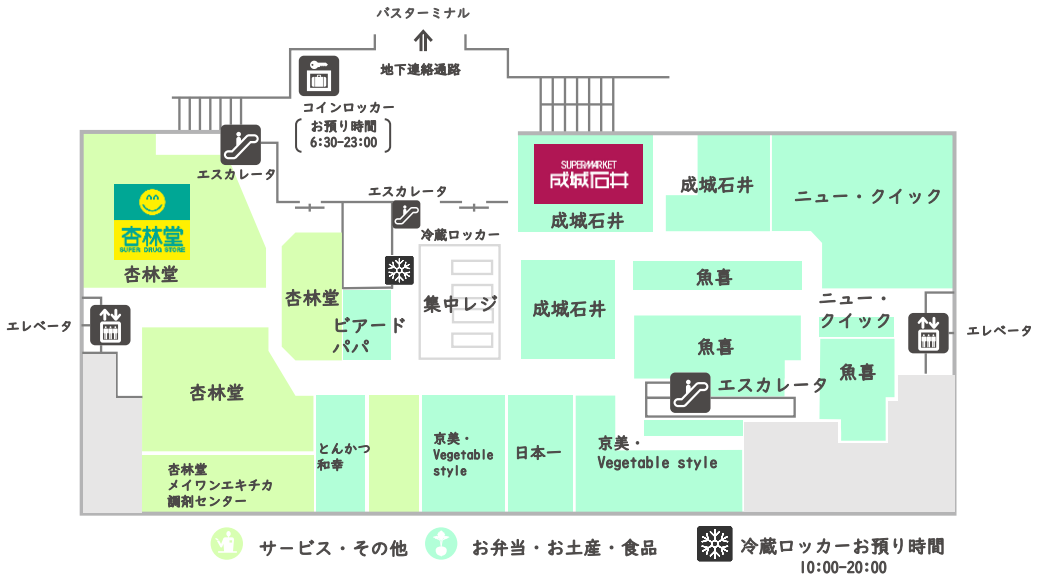 バスターミナル
地下連絡通路
コインロッカー
お預り時間
6:30-23:00
エスカレータ
エスカレータ
冷蔵ロッカー
杏林堂
SUPER DRUG STORE
杏林堂
SUPERMARKET
成城石井
成城石井
成城石井
ニュー・クイック
エレベータ
杏林堂
ビアード
パパ
集中レジ
成城石井
魚喜
ニュー・
クイック
エレベータ
魚喜
魚喜
エスカレータ
杏林堂
杏林堂
メイワンエキチカ
調剤センター
とんかつ
和幸
京美・
Vegetable
style
日本一
京美・
Vegetable style
サービス・その他
お弁当・お土産・食品
冷蔵ロッカーお預り時間
10:00-20:00